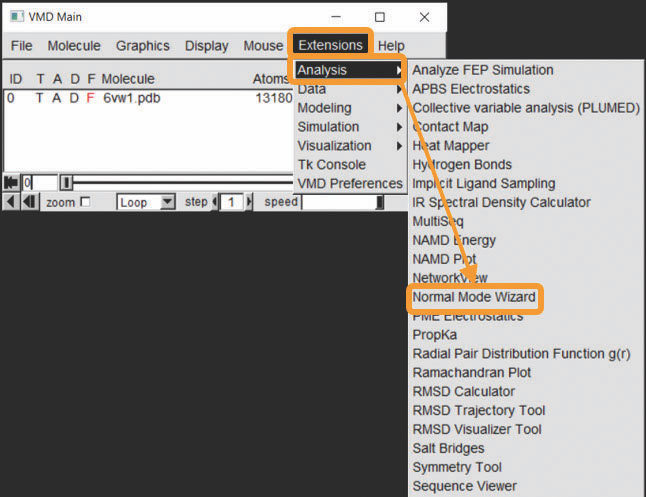 VMD Main
File Molecule Graphics Display Mouse Extensions Help
ID T A D F Molecule Atoms
0 T A D F 6vw1.pdb 13180
0
zoom Loop step 1 speed
Analysis
Data
Modeling
Simulation
Visualization
Tk Console
VMD Preferences
Analyze FEP Simulation
APBS Electrostatics
Collective variable analysis (PLUMED)
Contact Map
Heat Mapper
Hydrogen Bonds
Implicit Ligand Sampling
IR Spectral Density Calculator
MultiSeq
NAMD Energy
NAMD Plot
NetworkView
Normal Mode Wizard
PME Electrostatics
PropKa
Radial Pair Distribution Function g(r)
Ramachandran Plot
RMSD Calculator
RMSD Trajectory Tool
RMSD Visualizer Tool
Salt Bridges
Symmetry Tool
Sequence Viewer